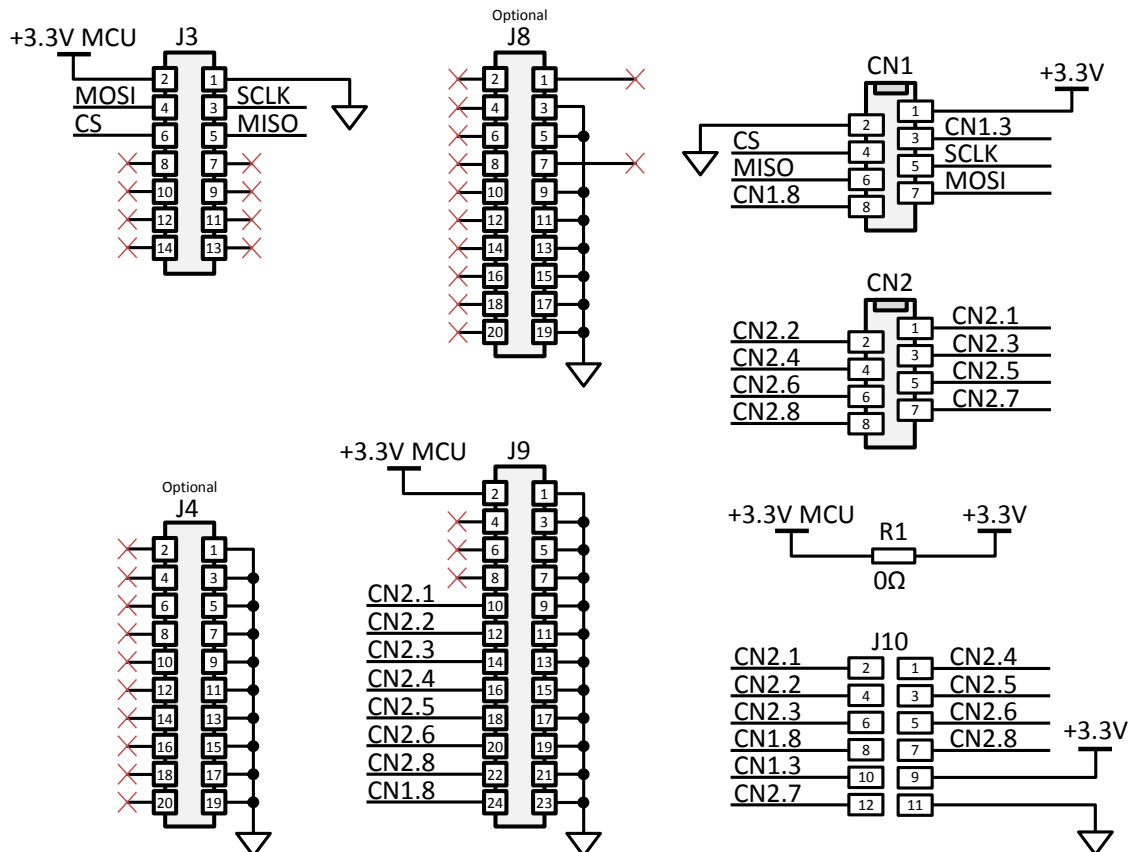 +3.3V MCU
J3
2 1
MOSI 4 3 SCLK
CS 6 5 MISO
8 7
10 9
12 11
14 13
Optional
J8
2 1
4 3
6 5
8 7
10 9
12 11
14 13
16 15
18 17
20 19
CN1
+3.3V
1
2
3 CN1.3
CS 4
5 SCLK
MISO 6
7 MOSI
CN1.8 8
CN2
1 CN2.1
CN2.2 2
3 CN2.3
CN2.4 4
5 CN2.5
CN2.6 6
7 CN2.7
CN2.8 8
Optional
J4
2 1
4 3
6 5
8 7
10 9
12 11
14 13
16 15
18 17
20 19
+3.3V MCU
J9
2 1
4 3
6 5
8 7
CN2.1 10 9
CN2.2 12 11
CN2.3 14 13
CN2.4 16 15
CN2.5 18 17
CN2.6 20 19
CN2.8 22 21
CN1.8 24 23
+3.3V MCU
R1
+3.3V
0Ω
J10
CN2.1 2 1 CN2.4
CN2.2 4 3 CN2.5
CN2.3 6 5 CN2.6
CN1.8 8 7 CN2.8
+3.3V
CN1.3 10 9
CN2.7 12 11